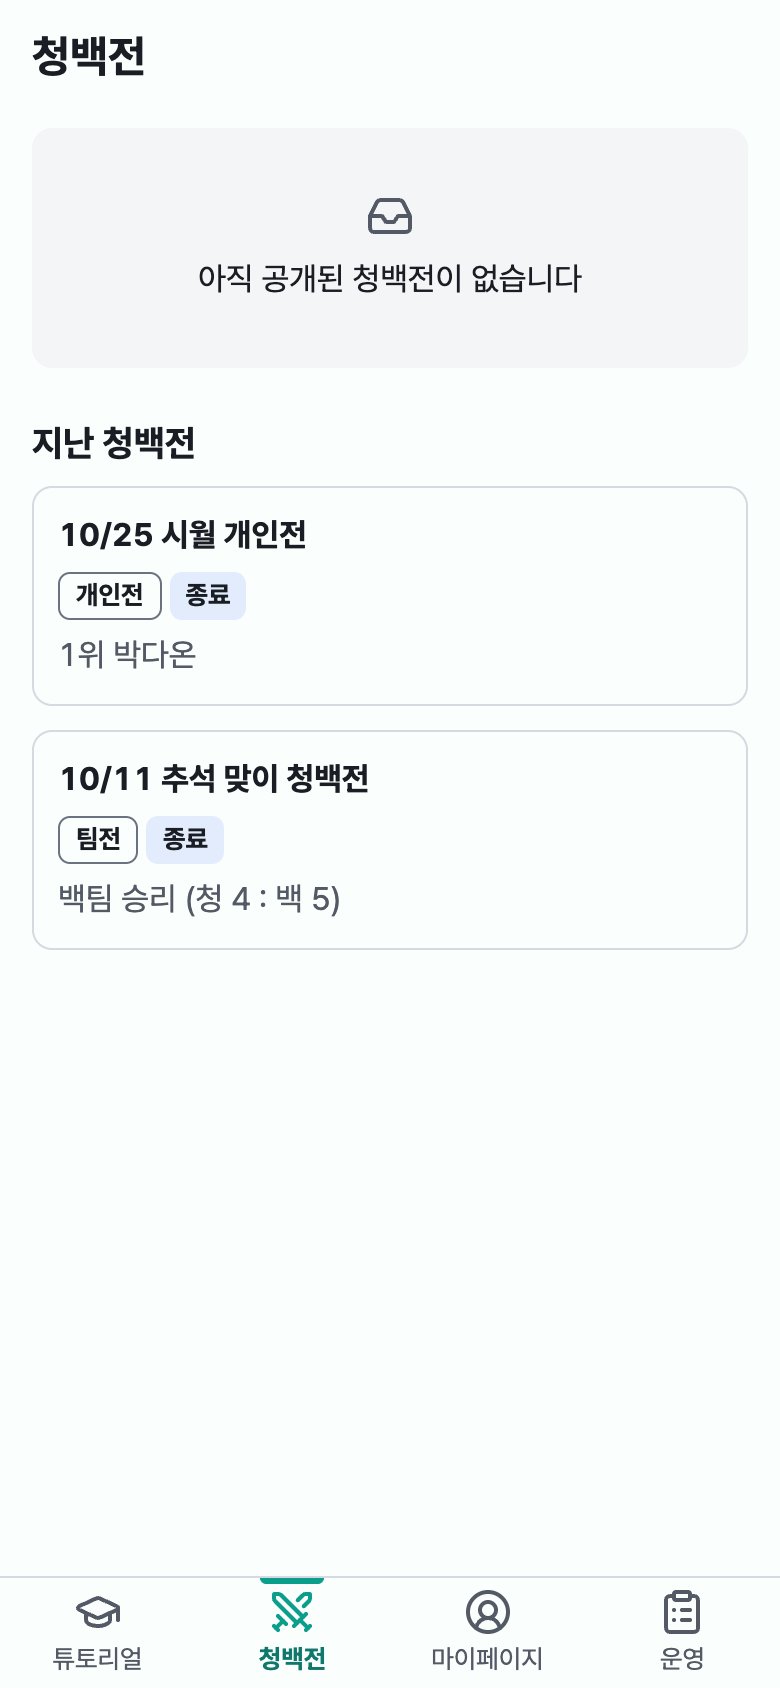 청백전
아직 공개된 청백전이 없습니다
지난 청백전
10/25 시월 개인전
개인전 종료
1위 박다온
10/11 추석 맞이 청백전
팀전 종료
백팀 승리 (청 4 : 백 5)
튜토리얼 청백전 마이페이지 운영